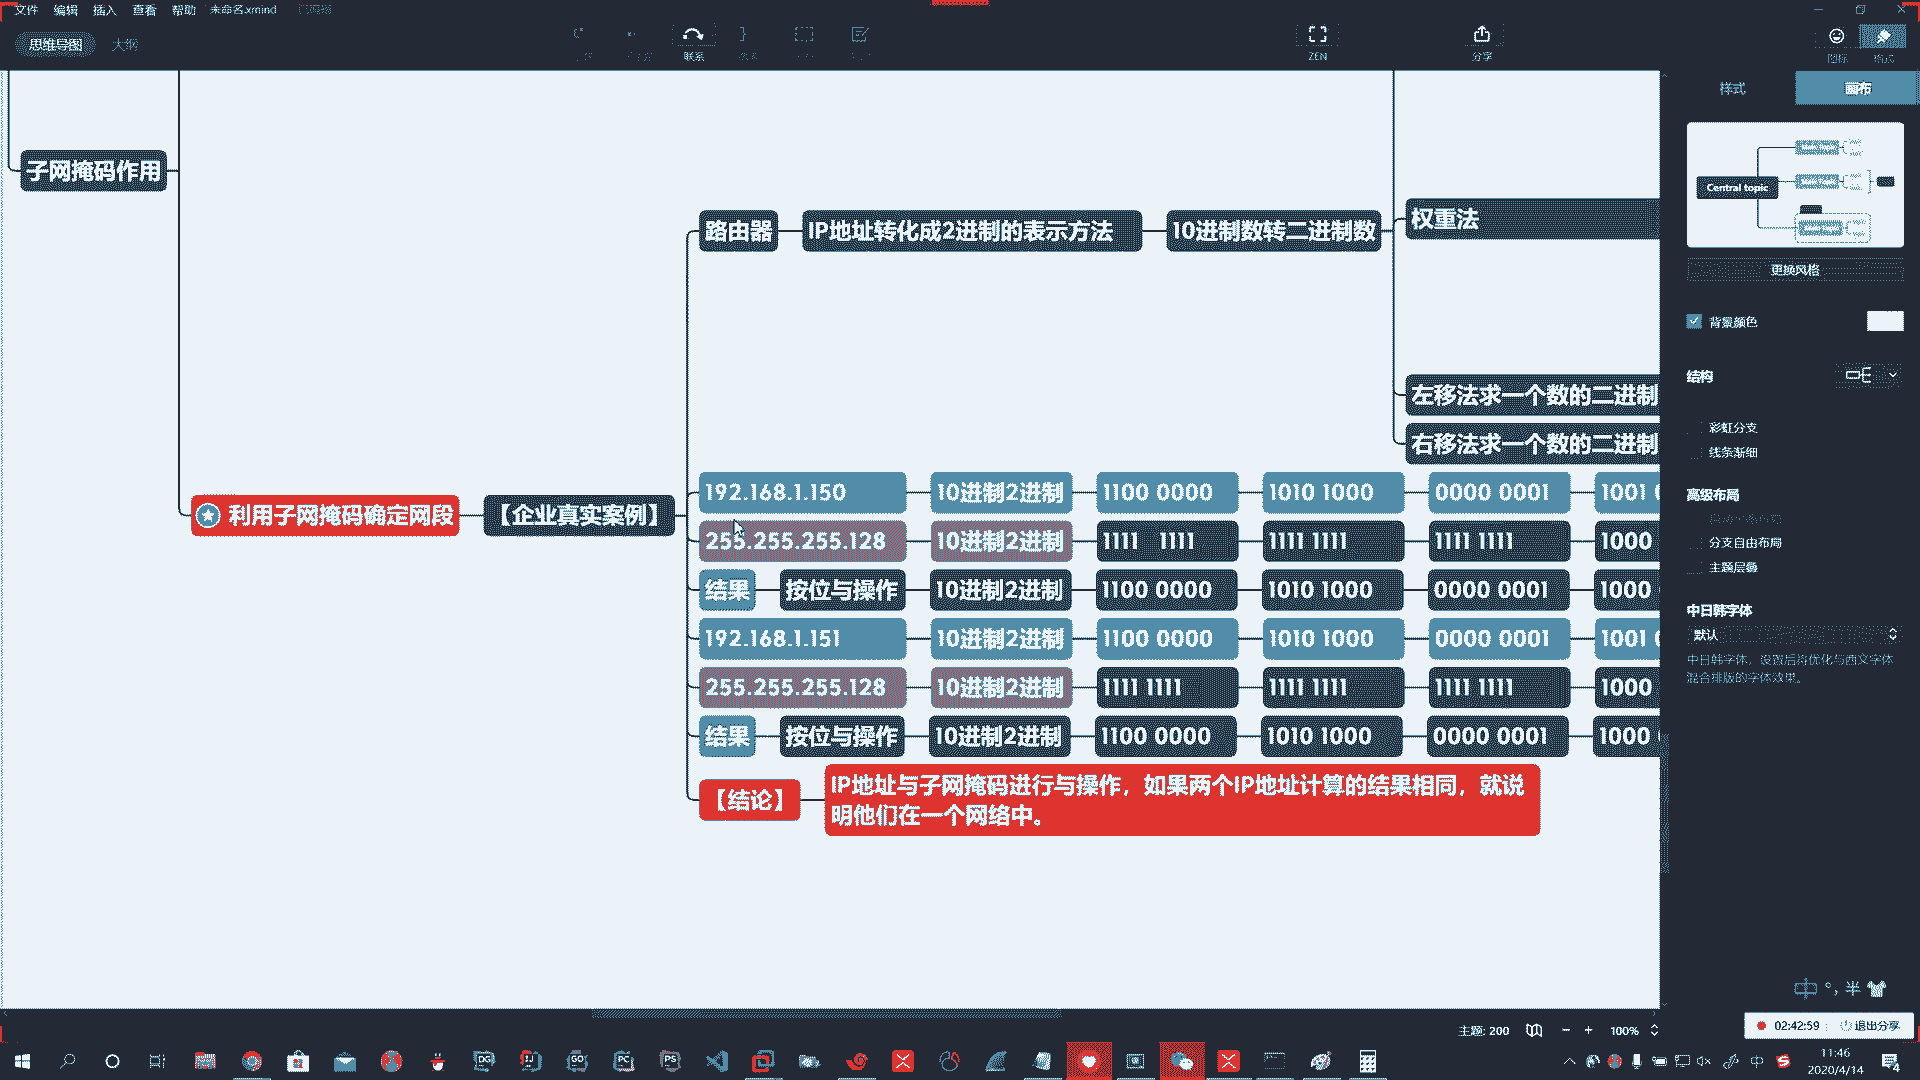 文件 编辑 插入 查看 帮助 未命名.xmind
思维导图 大纲
联系
ZEN
分享
图标
格式
样式 画布
子网掩码作用
路由器 IP地址转化成2进制的表示方法 10进制数转二进制数 权重法
左移法求一个数的二进制
右移法求一个数的二进制
利用子网掩码确定网段 【企业真实案例】
192.168.1.150 10进制2进制 1100 0000 1010 1000 0000 0001 1001
255.255.255.128 10进制2进制 1111 1111 1111 1111 1111 1111 1000
结果 按位与操作 10进制2进制 1100 0000 1010 1000 0000 0001 1000
192.168.1.151 10进制2进制 1100 0000 1010 1000 0000 0001 1001
255.255.255.128 10进制2进制 1111 1111 1111 1111 1111 1111 1000
结果 按位与操作 10进制2进制 1100 0000 1010 1000 0000 0001 1000
【结论】 IP地址与子网掩码进行与操作，如果两个IP地址计算的结果相同，就说
明他们在一个网络中。
Central topic
更换风格
背景颜色
结构
彩虹分支
线条渐细
高级布局
分支自由布局
主题层叠
中日韩字体
默认
中日韩字体，设置后将优化与西文字体
混合排版的字体效果。
中 °, 半
主题: 200 100%
02:42:59 退出分享
DG IJ GO PC PS
中
11:46
2020/4/14